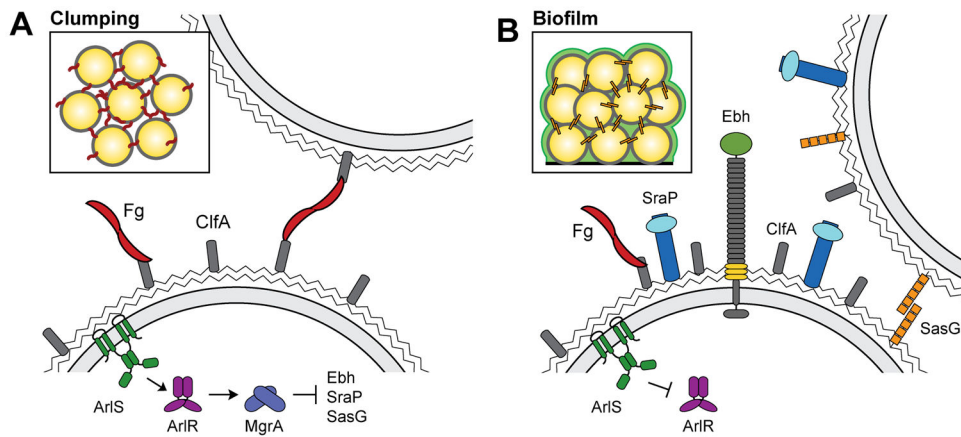 A
Clumping
Fg
ClfA
ArlS
ArlR
MgrA
Ebh
SraP
SasG
B
Biofilm
Ebh
SraP
Fg
ClfA
SasG
ArlS
ArlR